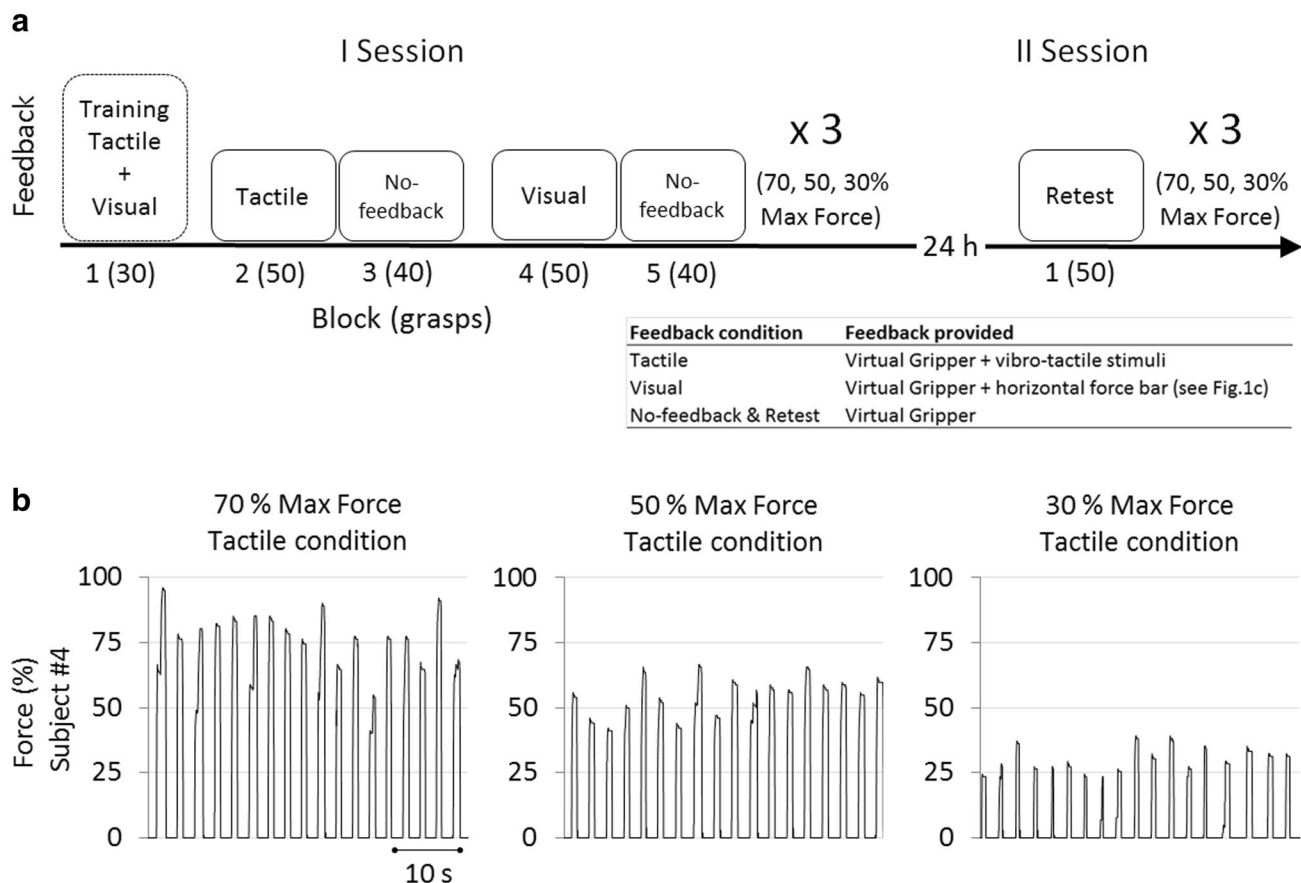 a
I Session
II Session
Feedback
Training
Tactile
+
Visual
Tactile
No-
feedback
Visual
No-
feedback
x 3
(70, 50, 30%
Max Force)
24 h
Retest
x 3
(70, 50, 30%
Max Force)
1 (30)
2 (50)
3 (40)
4 (50)
5 (40)
1 (50)
Block (grasps)
Feedback condition Feedback provided
Tactile Virtual Gripper + vibro-tactile stimuli
Visual Virtual Gripper + horizontal force bar (see Fig.1c)
No-feedback & Retest Virtual Gripper
b
70 % Max Force
Tactile condition
50 % Max Force
Tactile condition
30 % Max Force
Tactile condition
Force (%)
Subject #4
100
75
50
25
0
10 s
100
75
50
25
0
100
75
50
25
0